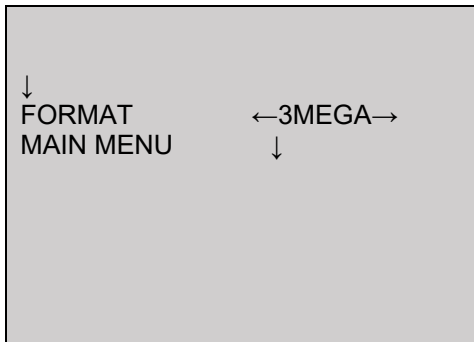 ↓
FORMAT ←3MEGA→
MAIN MENU ↓